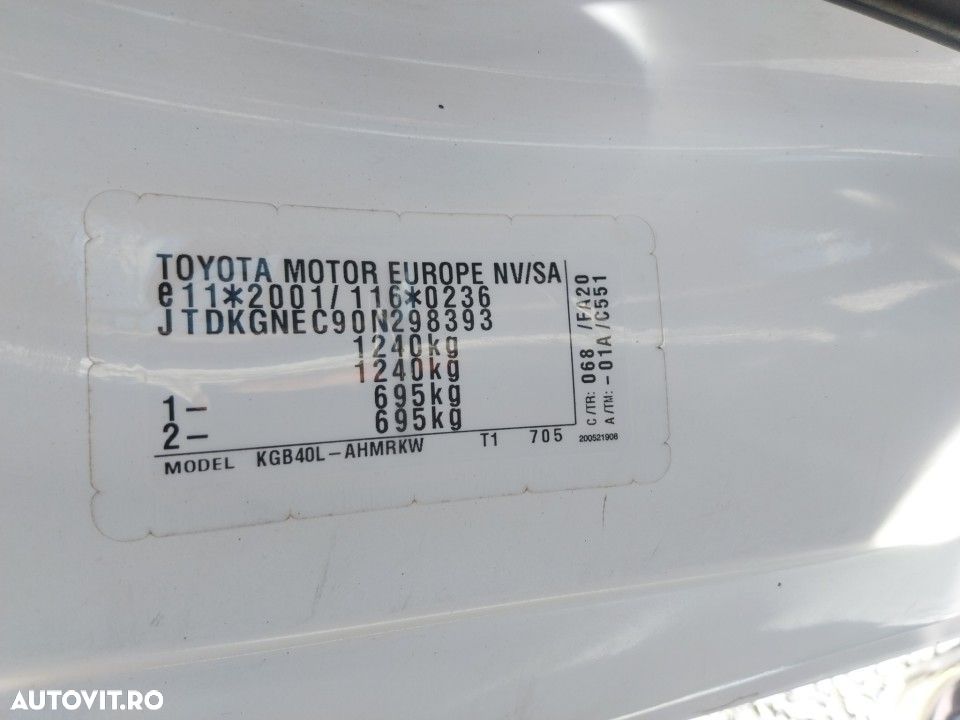 TOYOTA MOTOR EUROPE NV/SA
e11*2001/116*0236
JTDKGNEC90N298393
1240kg
1240kg
1– 695kg
2– 695kg
MODEL KGB40L–AHMRKW T1 705
C/TR: 068 /FA20
A/TM: –01A/C551
200521908
AUTOVIT.RO